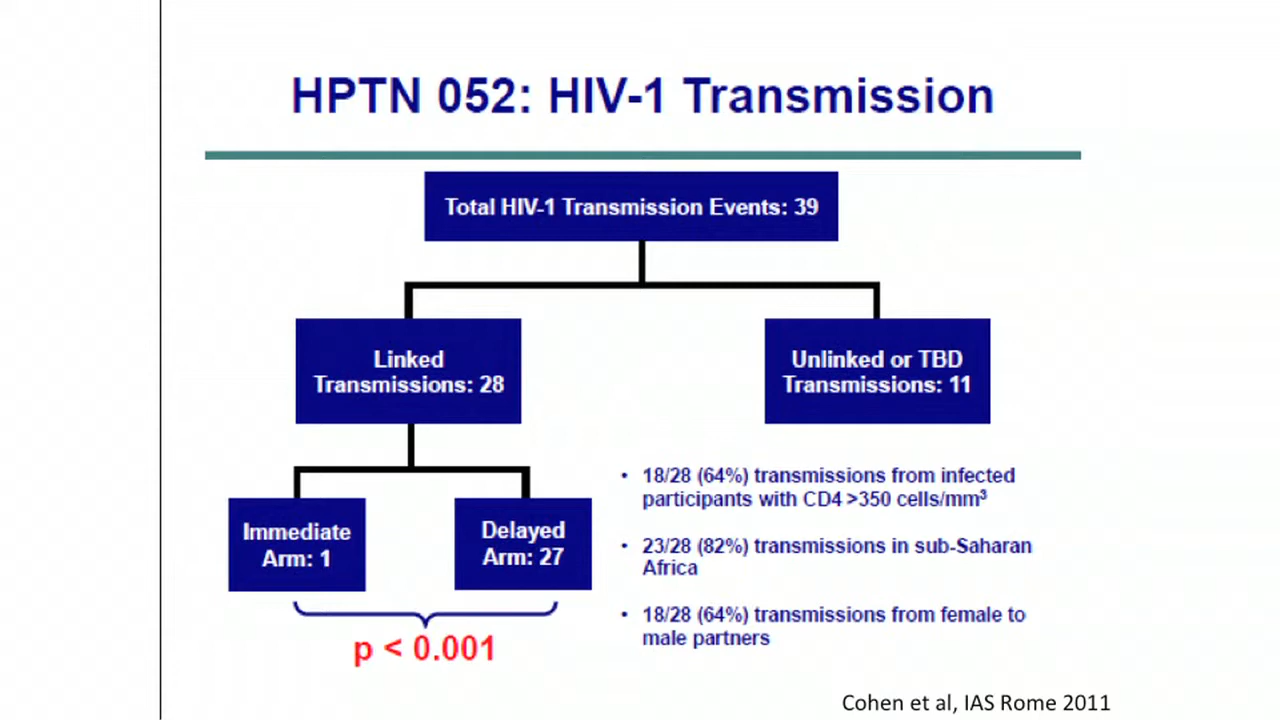 HPTN 052: HIV-1 Transmission
Total HIV-1 Transmission Events: 39
Linked
Transmissions: 28
Unlinked or TBD
Transmissions: 11
Immediate
Arm: 1
Delayed
Arm: 27
p < 0.001
• 18/28 (64%) transmissions from infected
participants with CD4 >350 cells/mm³
• 23/28 (82%) transmissions in sub-Saharan
Africa
• 18/28 (64%) transmissions from female to
male partners
Cohen et al, IAS Rome 2011